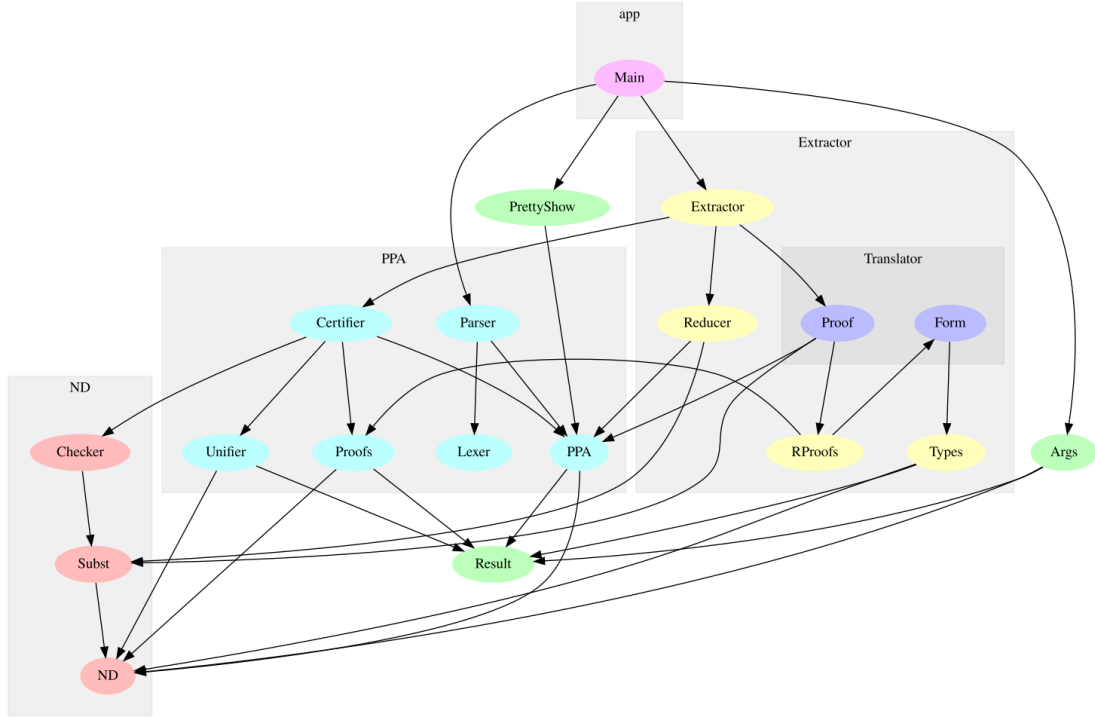 app
Main
Extractor
PrettyShow
Extractor
PPA
Translator
Certifier
Parser
Reducer
Proof
Form
ND
Checker
Unifier
Proofs
Lexer
PPA
RProofs
Types
Args
Subst
Result
ND